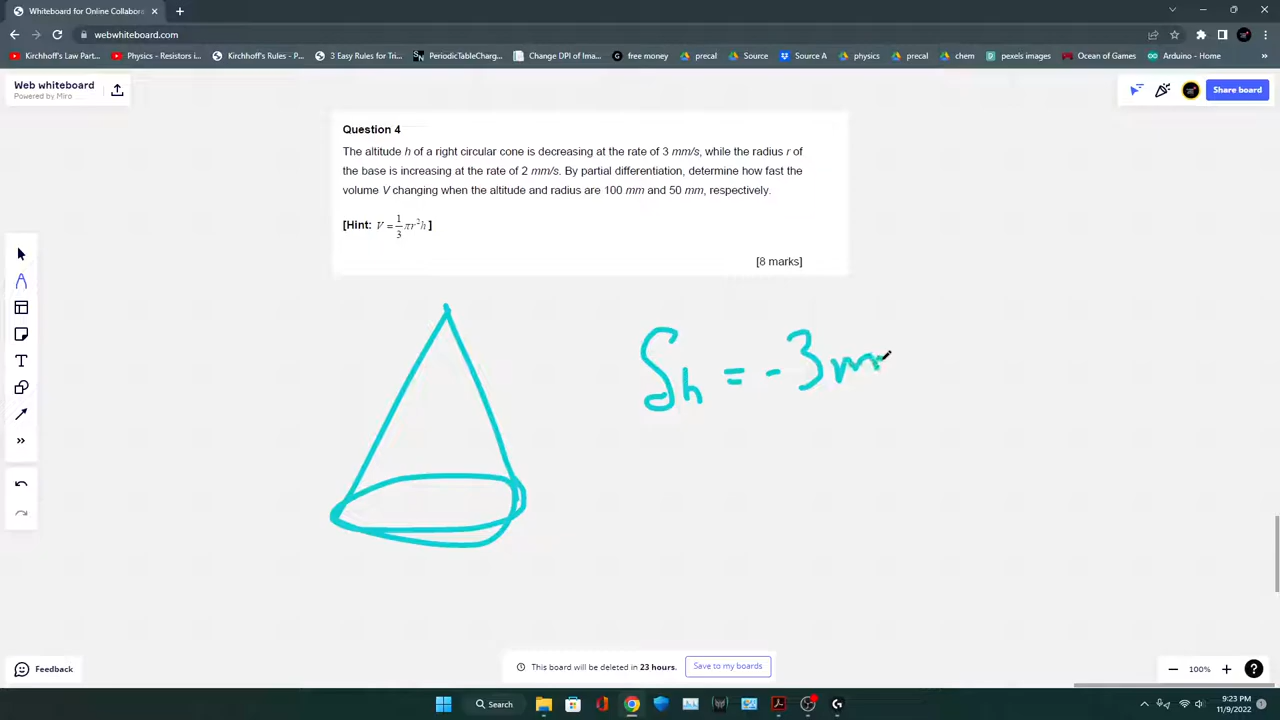 Web whiteboard for Online Collabora
webwhiteboard.com
Kirchhoff's Law Part...
Physics - Resistors i...
Kirchhoff's Rules - P...
3 Easy Rules for Tri...
PeriodicTableCharg...
Change DPI of Ima...
free money
precal
Source
Source A
physics
precal
chem
pexels images
Ocean of Games
Arduino - Home
Web whiteboard
Powered by Miro
Share board
Question 4
The altitude h of a right circular cone is decreasing at the rate of 3 mm/s, while the radius r of
the base is increasing at the rate of 2 mm/s. By partial differentiation, determine how fast the
volume V changing when the altitude and radius are 100 mm and 50 mm, respectively.
[Hint: V = 1/3 πr²h ]
[8 marks]
δh = -3m
Feedback
This board will be deleted in 23 hours.
Save to my boards
100%
Search
9:23 PM
11/9/2022